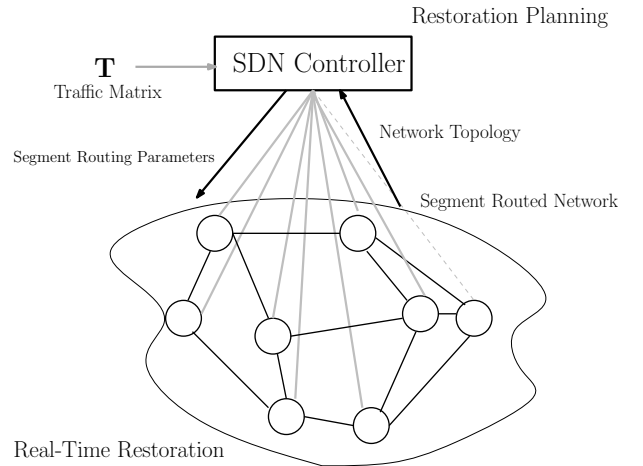 Restoration Planning
SDN Controller
T
Traffic Matrix
Network Topology
Segment Routing Parameters
Segment Routed Network
Real-Time Restoration